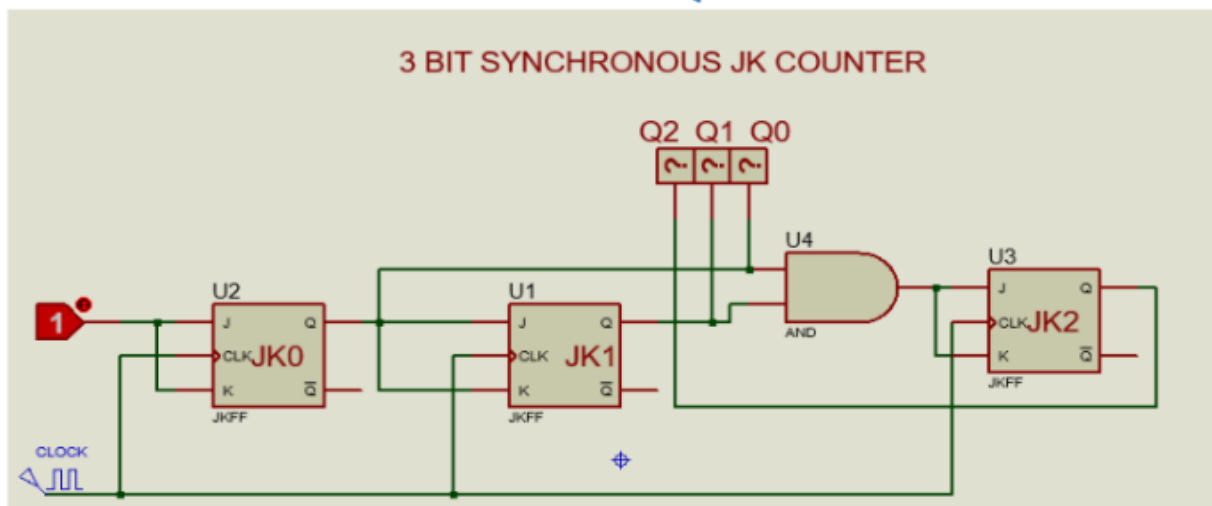 3 BIT SYNCHRONOUS JK COUNTER
Q2 Q1 Q0
? ? ?
U4
AND
U3
J Q
CLK JK2
K Q
JKFF
U2
1
J Q
CLK JK0
K Q
JKFF
U1
J Q
CLK JK1
K Q
JKFF
CLOCK